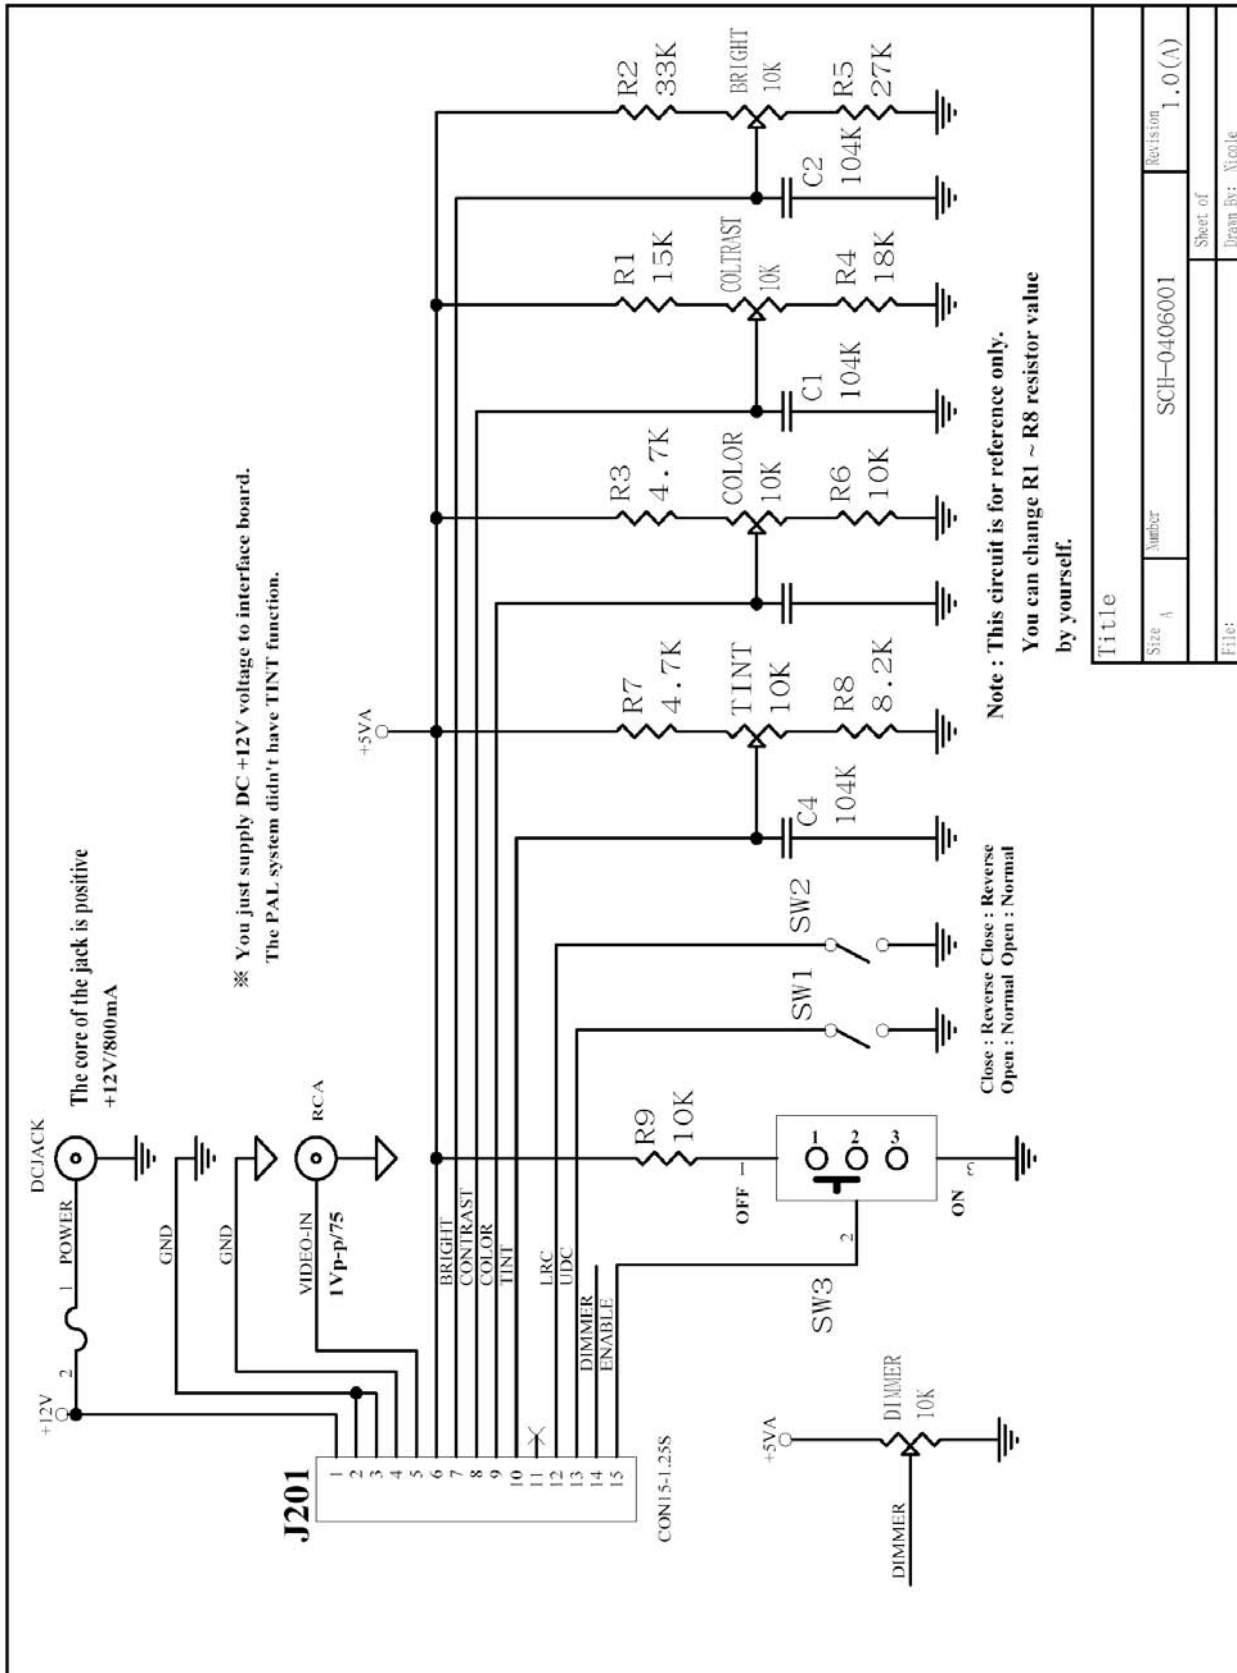 DCJACK
The core of the jack is positive
+12V/800mA
+12V
2
1
POWER
GND
GND
VIDEO-IN
RCA
1Vp-p/75
※ You just supply DC +12V voltage to interface board.
The PAL system didn't have TINT function.
+5VA
J201
1
2
3
4
5
6
7
8
9
10
11
12
13
14
15
CON15-1.25S
BRIGHT
CONTRAST
COLOR
TINT
LRC
UDC
DIMMER
ENABLE
R9
10K
R7
4.7K
R3
4.7K
R1
15K
R2
33K
TINT
10K
COLOR
10K
COLTRAST
10K
BRIGHT
10K
SW1
SW2
C4
104K
R8
8.2K
R6
10K
C1
104K
R4
18K
C2
104K
R5
27K
OFF
1
1
2
3
2
3
ON
SW3
Close : Reverse Close : Reverse
Open : Normal Open : Normal
+5VA
DIMMER
DIMMER
10K
Note : This circuit is for reference only.
You can change R1 ~ R8 resistor value
by yourself.
Title
Size
A
Number
SCH-0406001
Revision
1.0(A)
Sheet of
File:
Drawn By: Nicole